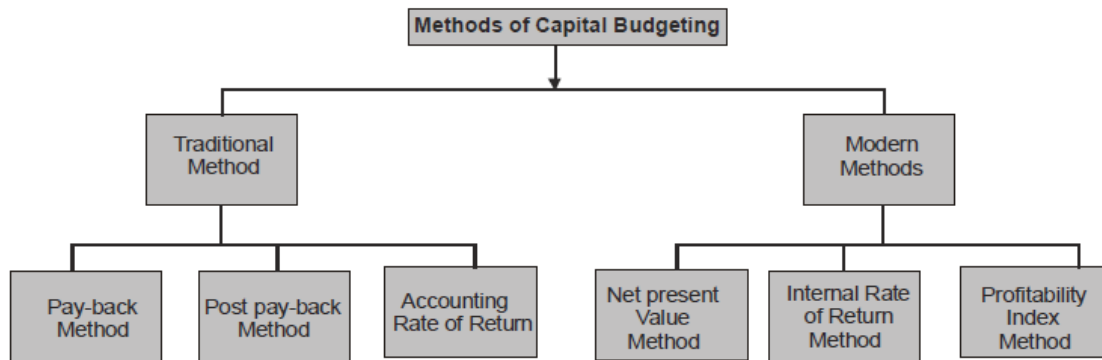 Methods of Capital Budgeting
Traditional
Method
Modern
Methods
Pay-back
Method
Post pay-back
Method
Accounting
Rate of Return
Net present
Value
Method
Internal Rate
of Return
Method
Profitability
Index
Method